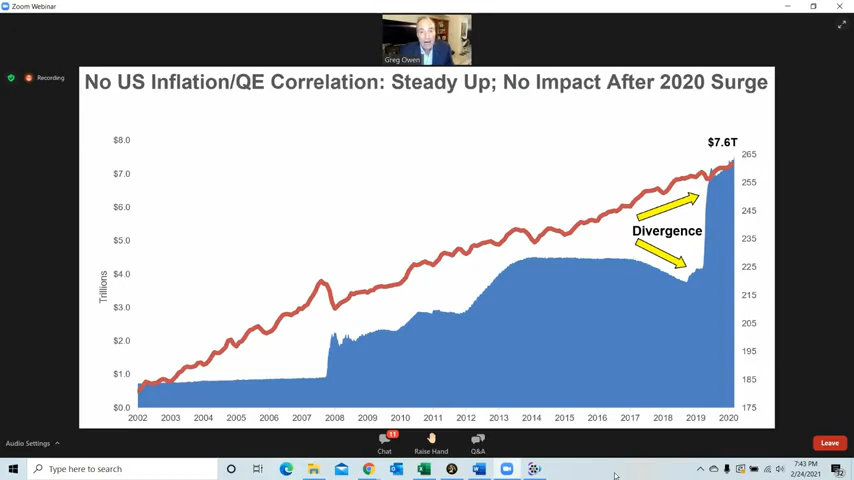 Zoom Webinar
Greg Owen
Recording
No US Inflation/QE Correlation: Steady Up; No Impact After 2020 Surge
$7.6T
$8.0
$7.0
$6.0
$5.0
$4.0
$3.0
$2.0
$1.0
$0.0
Trillions
265
255
245
235
225
215
205
195
185
175
Divergence
2002 2003 2004 2005 2006 2007 2008 2009 2010 2011 2012 2013 2014 2015 2016 2017 2018 2019 2020
Audio Settings
11
Chat
Raise Hand
Q&A
Leave
Type here to search
7:43 PM
2/24/2021
32